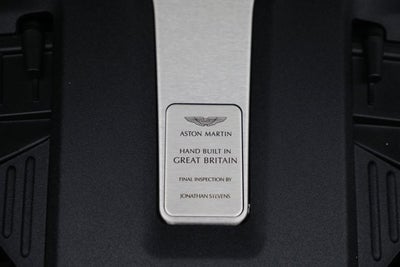 ASTON MARTIN
HAND BUILT IN
GREAT BRITAIN
FINAL INSPECTION BY
JONATHAN STEVENS